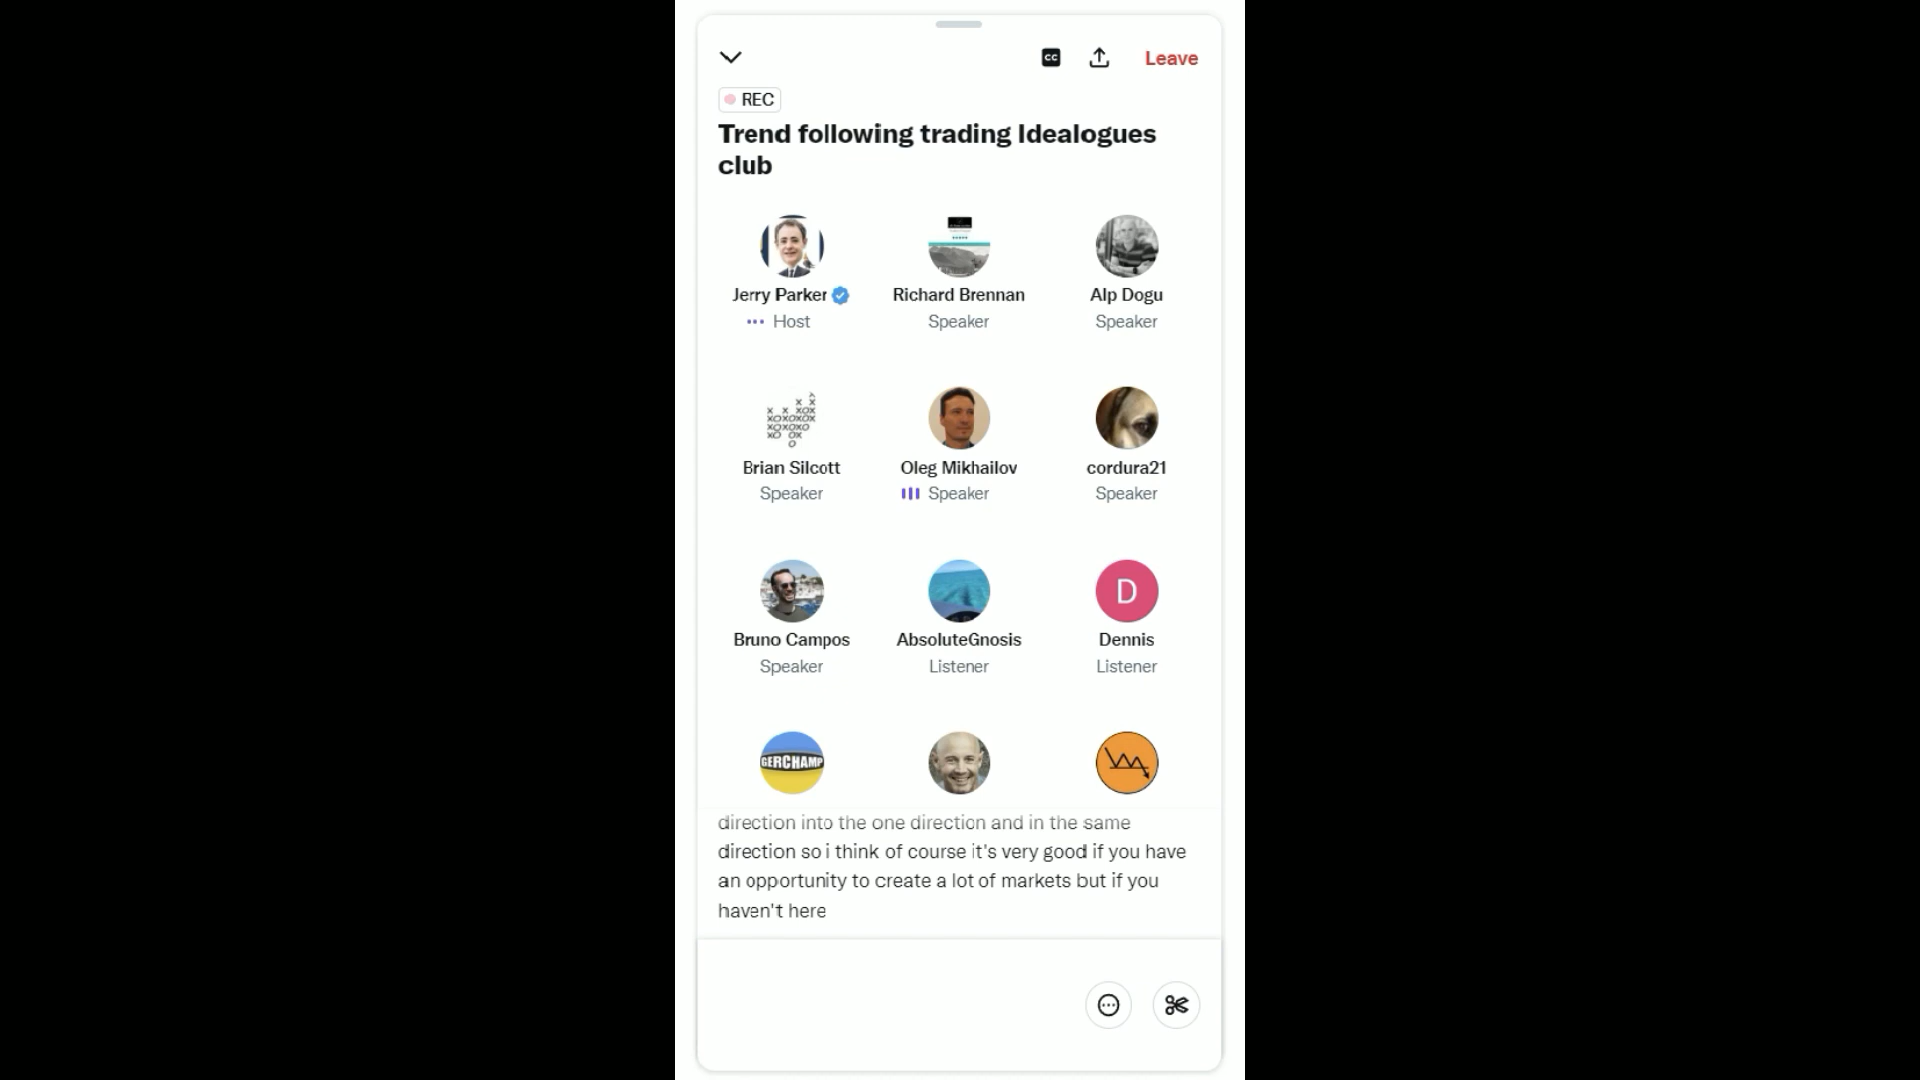 CC
Leave
REC
Trend following trading Idealogues
club
Jerry Parker
Richard Brennan
Alp Dogu
Host
Speaker
Speaker
Brian Silcott
Oleg Mikhailov
cordura21
Speaker
Speaker
Speaker
Bruno Campos
AbsoluteGnosis
D
Dennis
Speaker
Listener
Listener
GERCHAMP
direction into the one direction and in the same
direction so i think of course it's very good if you have
an opportunity to create a lot of markets but if you
haven't here